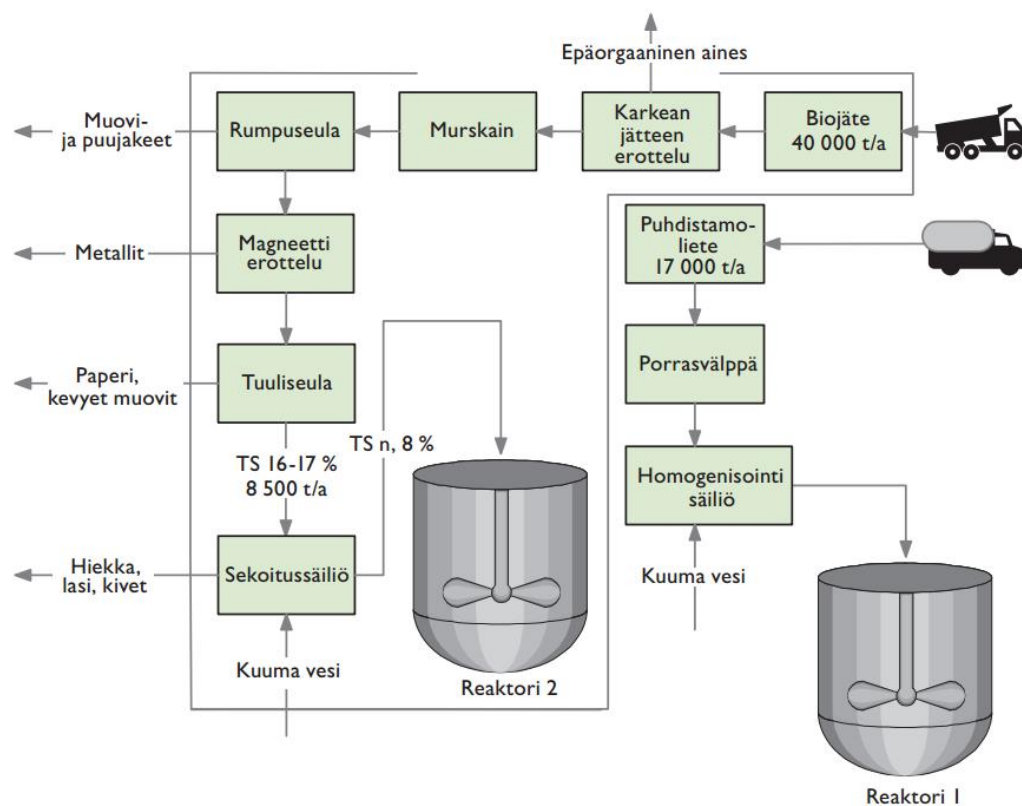 Epäorgaaninen aines
Muovi-
ja puujakeet
Rumpuseula
Murskain
Karkean
jätteen
erottelu
Biojäte
40 000 t/a
Metallit
Magneetti
erottelu
Puhdistamo-
liete
17 000 t/a
Paperi,
kevyet muovit
Tuuliseula
Porrasvälppä
TS n, 8 %
TS 16-17 %
8 500 t/a
Homogenisointi
säiliö
Hiekka,
lasi, kivet
Sekoitussäiliö
Kuuma vesi
Kuuma vesi
Reaktori 2
Reaktori 1